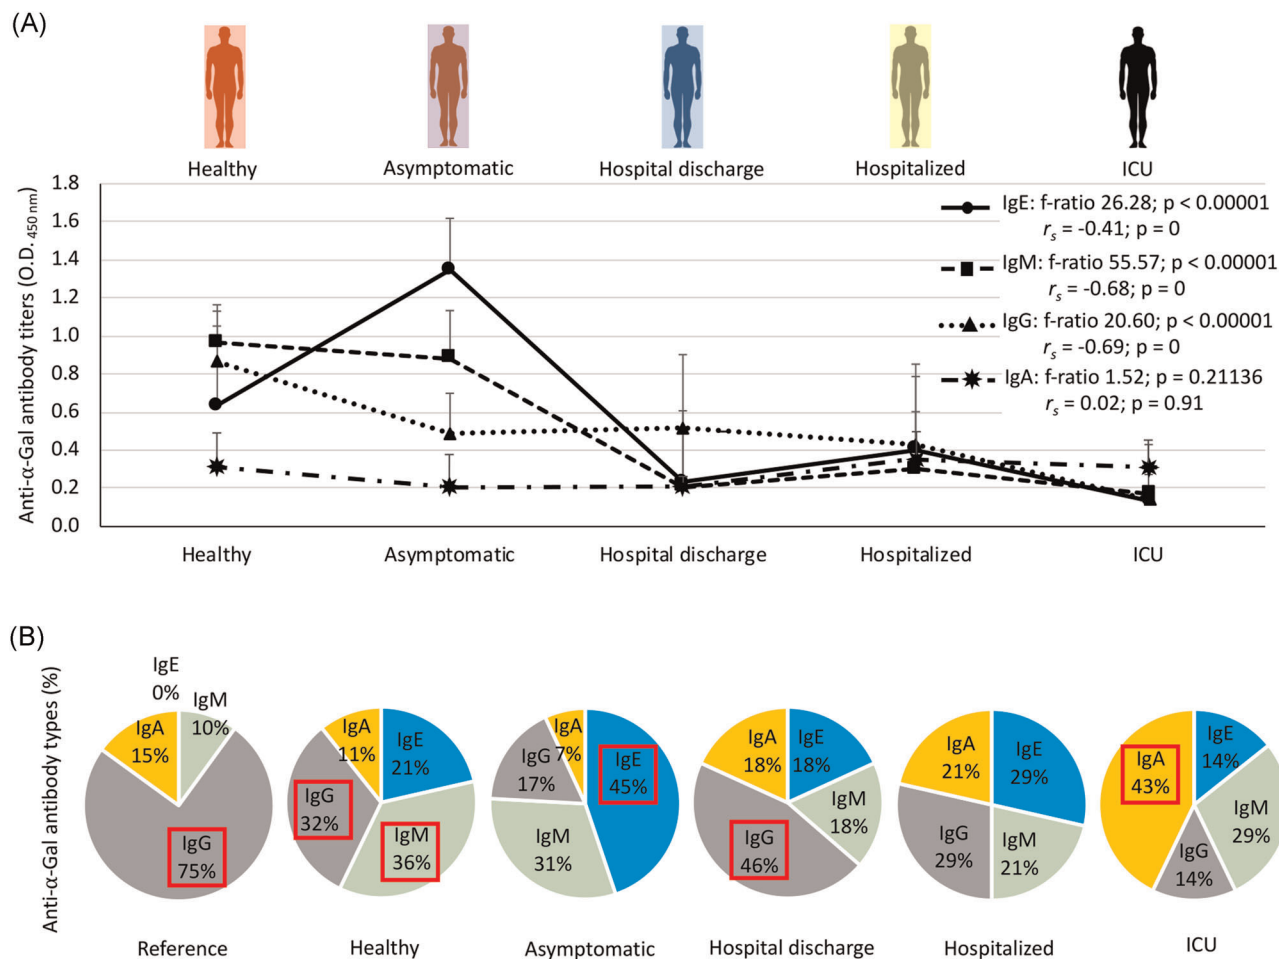 (A)
Healthy
Asymptomatic
Hospital discharge
Hospitalized
ICU
Anti-α-Gal antibody titers (O.D. 450 nm)
1.8
1.6
1.4
1.2
1.0
0.8
0.6
0.4
0.2
0.0
IgE: f-ratio 26.28; p < 0.00001
rs = -0.41; p = 0
IgM: f-ratio 55.57; p < 0.00001
rs = -0.68; p = 0
IgG: f-ratio 20.60; p < 0.00001
rs = -0.69; p = 0
IgA: f-ratio 1.52; p = 0.21136
rs = 0.02; p = 0.91
Healthy
Asymptomatic
Hospital discharge
Hospitalized
ICU
(B)
Anti-α-Gal antibody types (%)
IgE
0%
IgM
10%
IgA
15%
IgG
75%
Reference
IgA
11%
IgE
21%
IgG
32%
IgM
36%
Healthy
IgA
7%
IgG
17%
IgE
45%
IgM
31%
Asymptomatic
IgA
18%
IgE
18%
IgM
18%
IgG
46%
Hospital discharge
IgA
21%
IgE
29%
IgG
29%
IgM
21%
Hospitalized
IgA
43%
IgE
14%
IgM
29%
IgG
14%
ICU